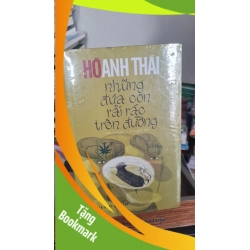 HỒ ANH THÁI
những
đứa con
rải rác
trên đường
Tặng
Bookmark